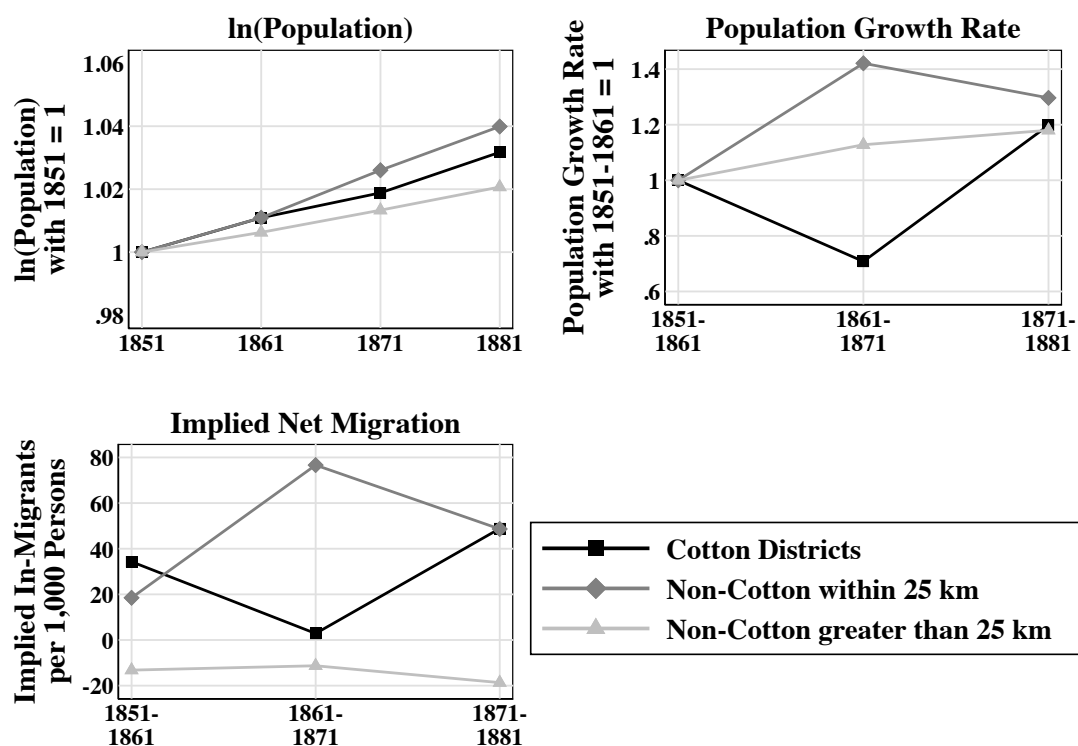 ln(Population)
ln(Population)
with 1851 = 1
1.06
1.04
1.02
1
.98
1851
1861
1871
1881
Population Growth Rate
Population Growth Rate
with 1851-1861 = 1
1.4
1.2
1
.8
.6
1851-
1861
1861-
1871
1871-
1881
Implied Net Migration
Implied In-Migrants
per 1,000 Persons
80
60
40
20
0
-20
1851-
1861
1861-
1871
1871-
1881
Cotton Districts
Non-Cotton within 25 km
Non-Cotton greater than 25 km